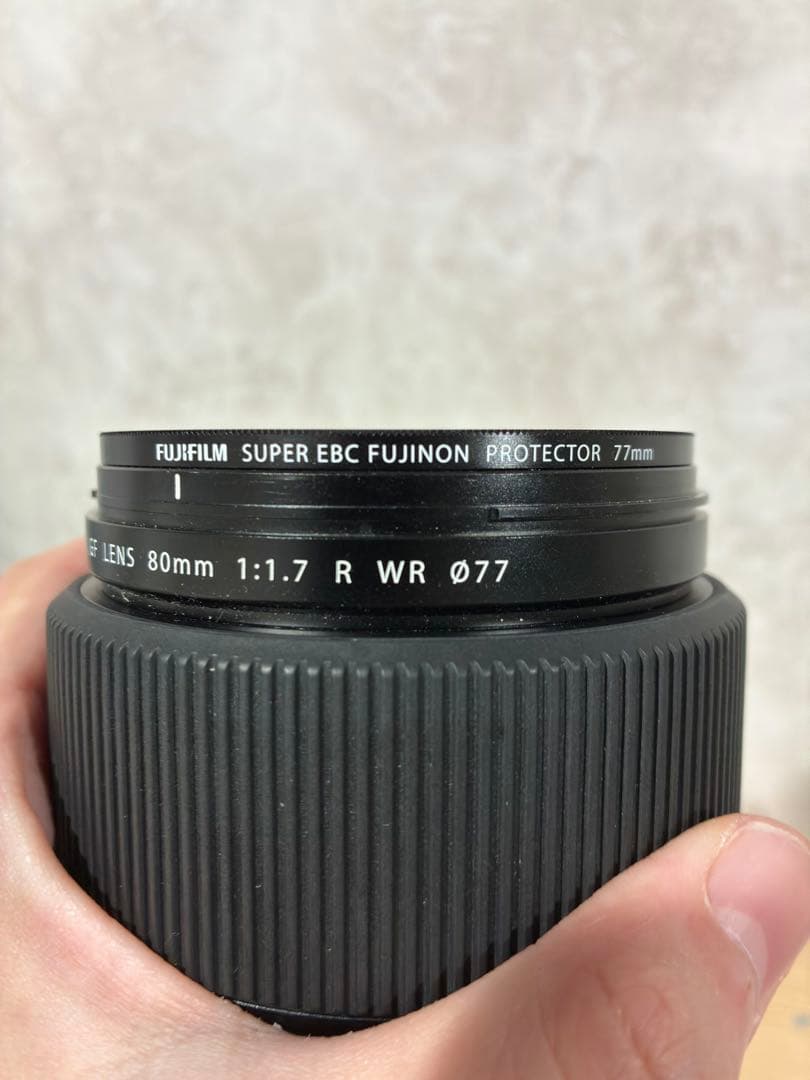 FUJIFILM SUPER EBC FUJINON PROTECTOR 77mm
GF LENS 80mm 1:1.7 R WR Ø77